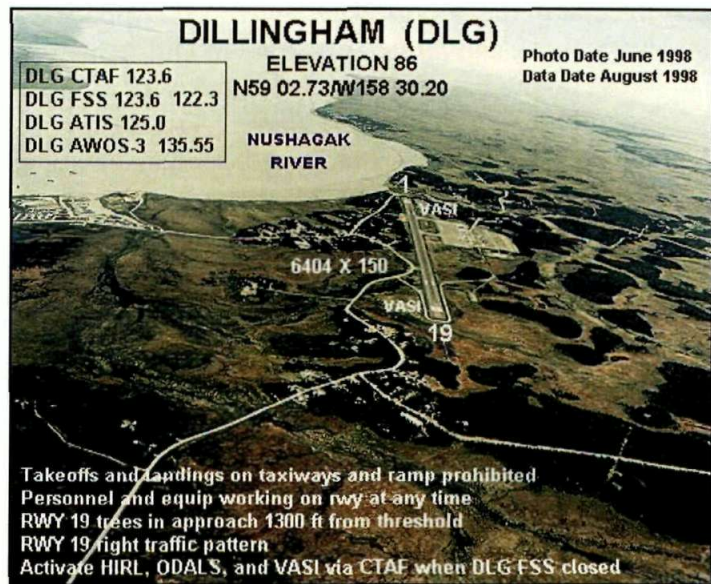 DILLINGHAM (DLG)
ELEVATION 86
N59 02.73/W158 30.20
Photo Date June 1998
Data Date August 1998
DLG CTAF 123.6
DLG FSS 123.6 122.3
DLG ATIS 125.0
DLG AWOS-3 135.55
NUSHAGAK
RIVER
1
VASI
6404 X 150
VASI
19
Takeoffs and landings on taxiways and ramp prohibited
Personnel and equip working on rwy at any time
RWY 19 trees in approach 1300 ft from threshold
RWY 19 right traffic pattern
Activate HIRL, ODALS, and VASI via CTAF when DLG FSS closed